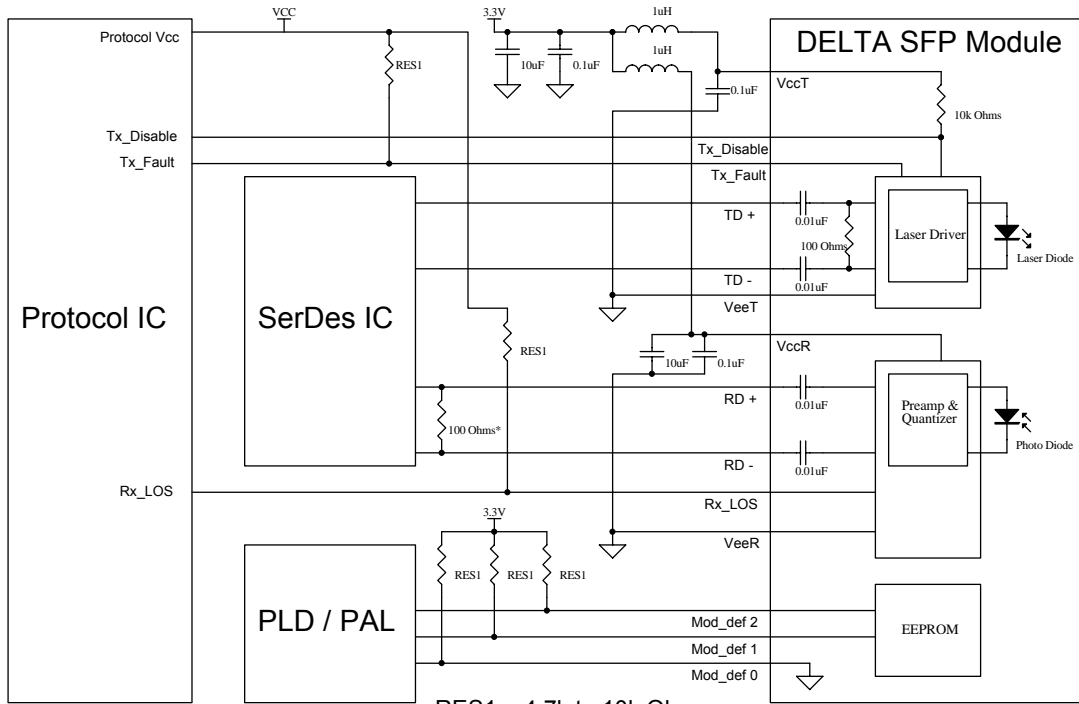 VCC
3.3V
1uH
Protocol Vcc
DELTA SFP Module
RES1
10uF
0.1uF
1uH
0.1uF
VccT
10k Ohms
Tx_Disable
Tx_Disable
Tx_Fault
Tx_Fault
TD +
0.01uF
Laser Driver
100 Ohms
Laser Diode
TD -
0.01uF
VeeT
Protocol IC
SerDes IC
RES1
VccR
10uF
0.1uF
RD +
0.01uF
Preamp &
Quantizer
100 Ohms*
Photo Diode
RD -
0.01uF
Rx_LOS
Rx_LOS
3.3V
VeeR
RES1
RES1
RES1
PLD / PAL
Mod_def 2
EEPROM
Mod_def 1
Mod_def 0